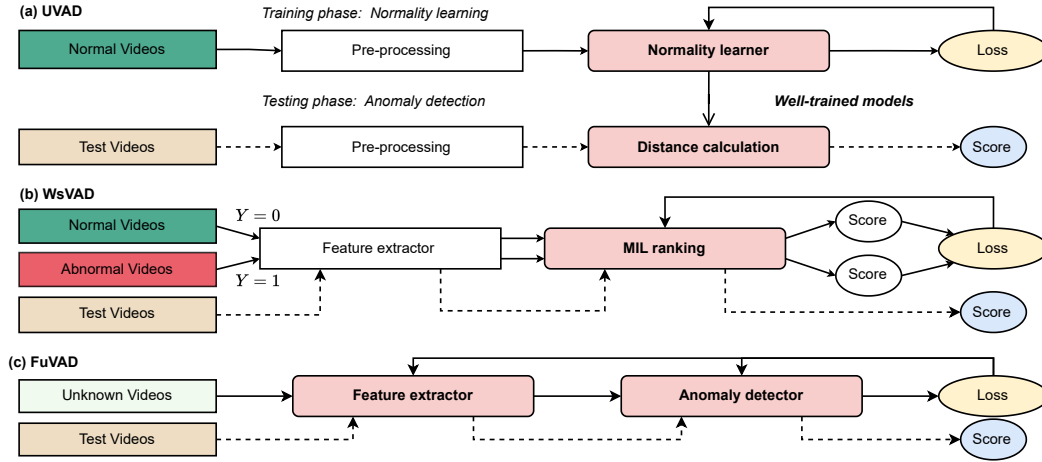 (a) UVAD
Training phase: Normality learning
Normal Videos
Pre-processing
Normality learner
Loss
Testing phase: Anomaly detection
Well-trained models
Test Videos
Pre-processing
Distance calculation
Score
(b) WsVAD
Normal Videos
Y = 0
Score
Feature extractor
MIL ranking
Loss
Abnormal Videos
Y = 1
Score
Test Videos
Score
(c) FuVAD
Unknown Videos
Feature extractor
Anomaly detector
Loss
Test Videos
Score